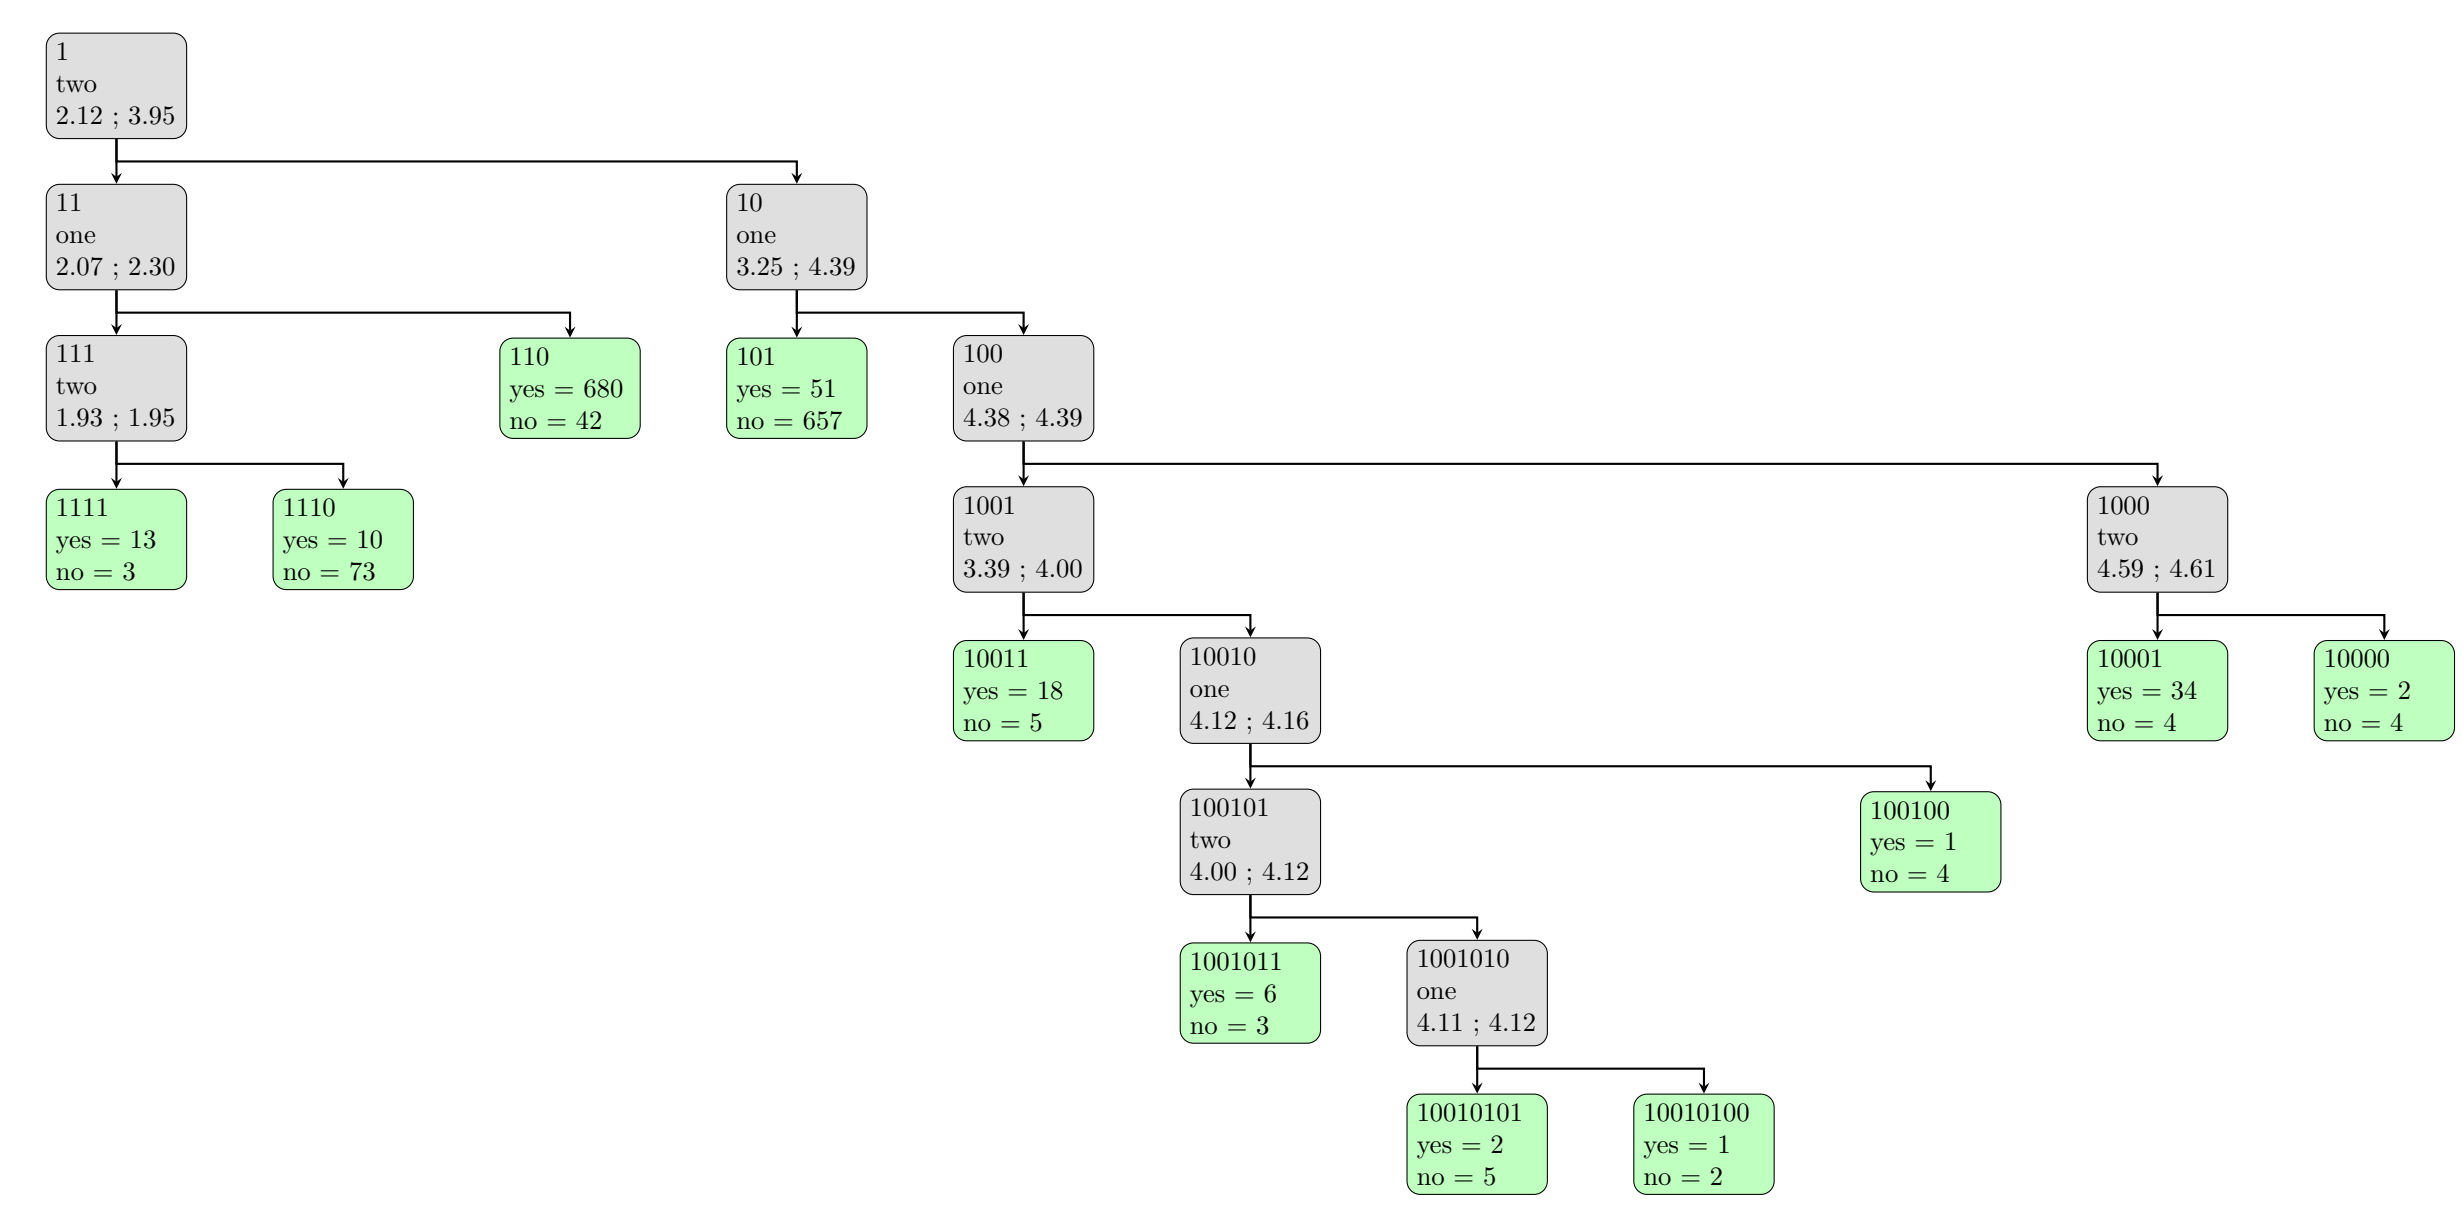 1
two
2.12 ; 3.95
11
one
2.07 ; 2.30
10
one
3.25 ; 4.39
111
two
1.93 ; 1.95
110
yes = 680
no = 42
101
yes = 51
no = 657
100
one
4.38 ; 4.39
1111
yes = 13
no = 3
1110
yes = 10
no = 73
1001
two
3.39 ; 4.00
1000
two
4.59 ; 4.61
10011
yes = 18
no = 5
10010
one
4.12 ; 4.16
10001
yes = 34
no = 4
10000
yes = 2
no = 4
100101
two
4.00 ; 4.12
100100
yes = 1
no = 4
1001011
yes = 6
no = 3
1001010
one
4.11 ; 4.12
10010101
yes = 2
no = 5
10010100
yes = 1
no = 2